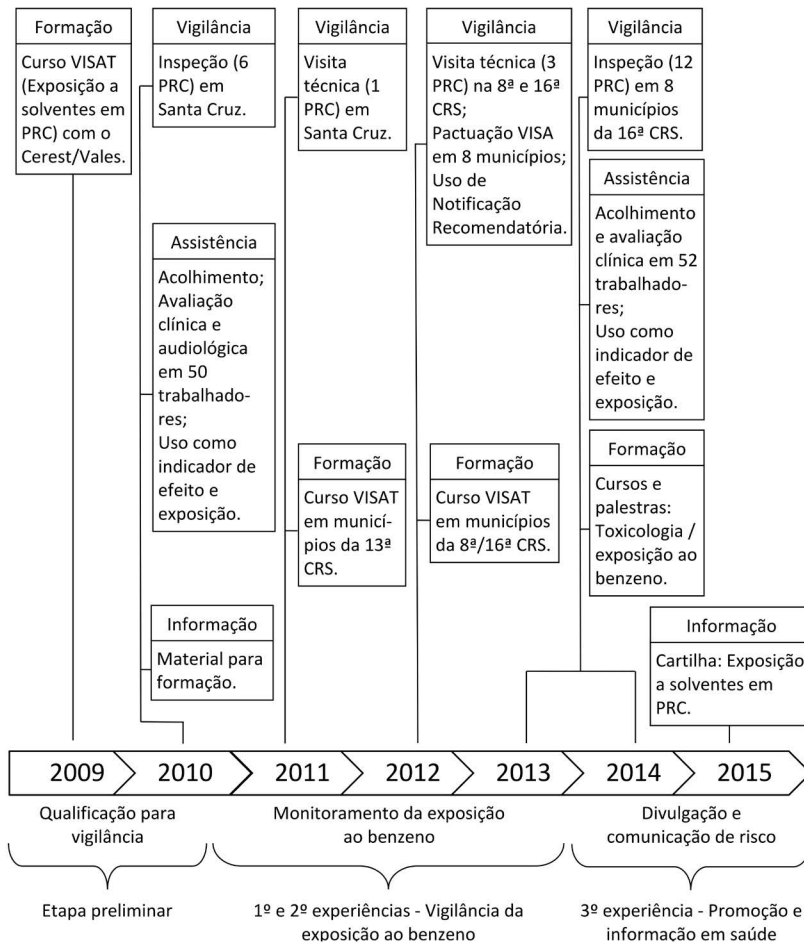 Formação
Curso VISAT
(Exposição a
solventes em
PRC) com o
Cerest/Vales.
Vigilância
Inspeção (6
PRC) em
Santa Cruz.
Assistência
Acolhimento;
Avaliação
clínica e
audiológica
em 50
trabalhado-
res;
Uso como
indicador de
efeito e
exposição.
Informação
Material para
formação.
Vigilância
Visita
técnica (1
PRC) em
Santa Cruz.
Formação
Curso VISAT
em municí-
pios da 13ª
CRS.
Vigilância
Visita técnica (3
PRC) na 8ª e 16ª
CRS;
Pactuação VISA
em 8 municípios;
Uso de
Notificação
Recomendatória.
Formação
Curso VISAT
em municípios
da 8ª/16ª CRS.
Vigilância
Inspeção (12
PRC) em 8
municípios
da 16ª CRS.
Assistência
Acolhimento
e avaliação
clínica em 52
trabalhado-
res;
Uso como
indicador de
efeito e
exposição.
Formação
Cursos e
palestras:
Toxicologia /
exposição ao
benzeno.
Informação
Cartilha: Exposição
a solventes em
PRC.
2009 2010 2011 2012 2013 2014 2015
Qualificação para
vigilância
Monitoramento da exposição
ao benzeno
Divulgação e
comunicação de risco
Etapa preliminar
1º e 2º experiências - Vigilância da
exposição ao benzeno
3º experiência - Promoção e
informação em saúde